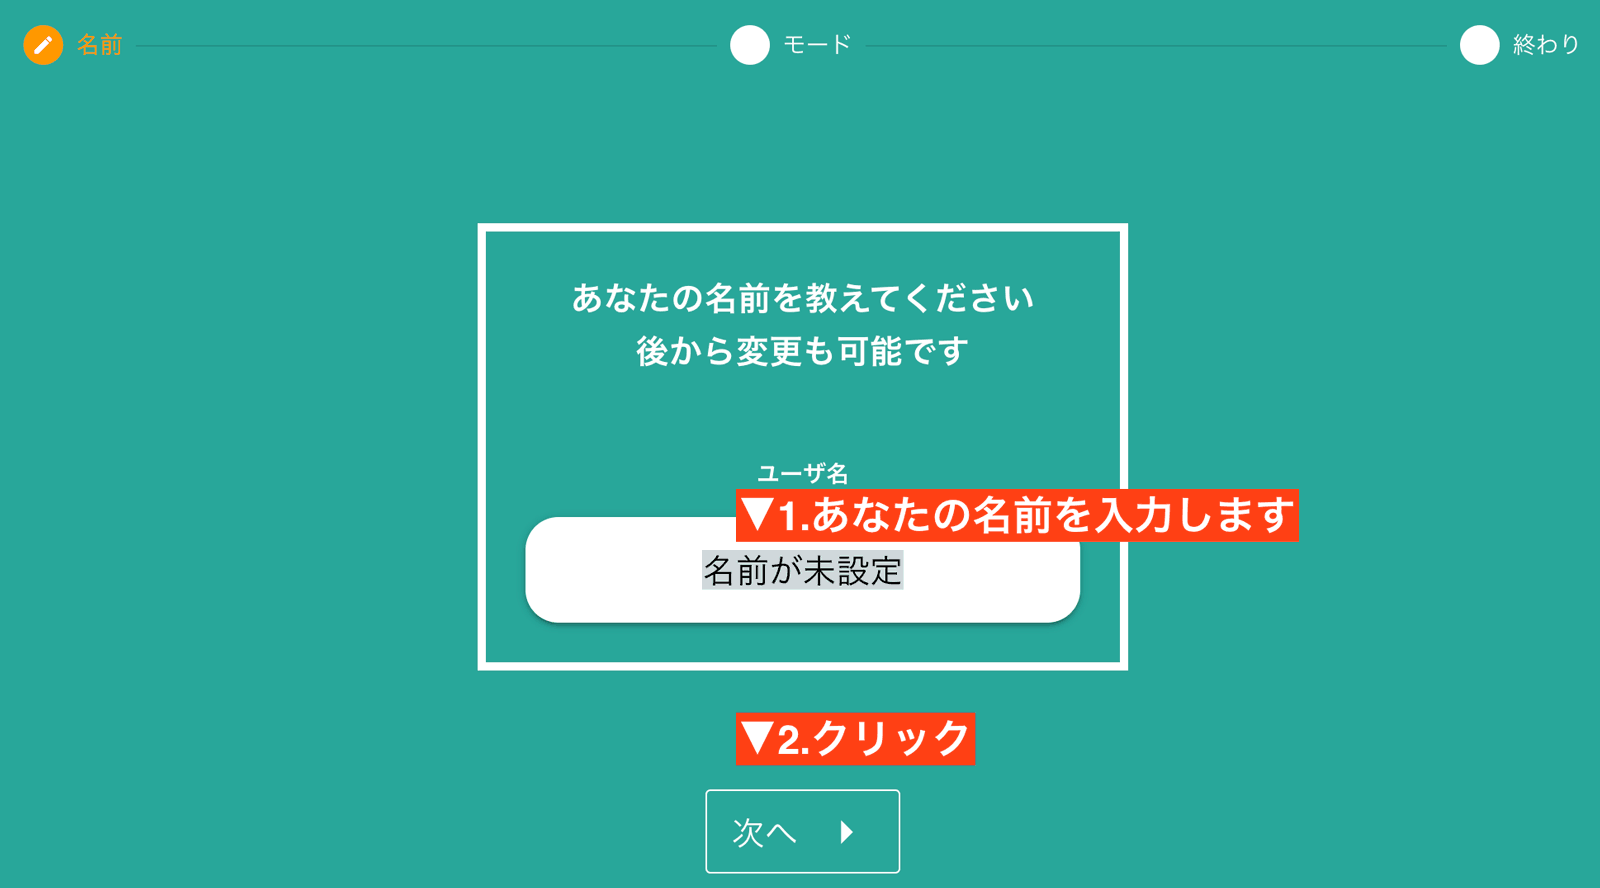 名前
モード
終わり
あなたの名前を教えてください
後から変更も可能です
ユーザ名
▼1.あなたの名前を入力します
名前が未設定
▼2.クリック
次へ